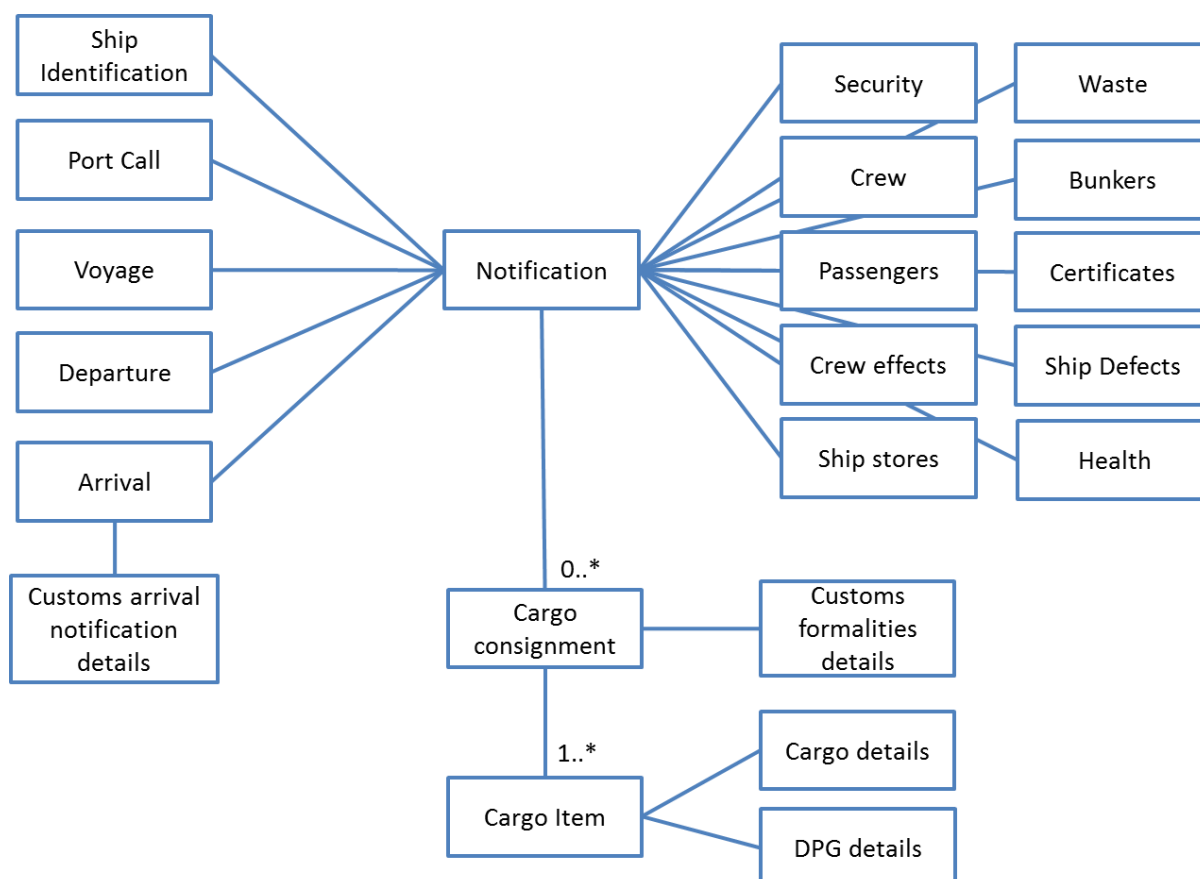 Ship
Identification
Port Call
Voyage
Departure
Arrival
Customs arrival
notification
details
Notification
0..*
Cargo
consignment
1..*
Cargo Item
Customs
formalities
details
Cargo details
DPG details
Security
Crew
Passengers
Crew effects
Ship stores
Waste
Bunkers
Certificates
Ship Defects
Health